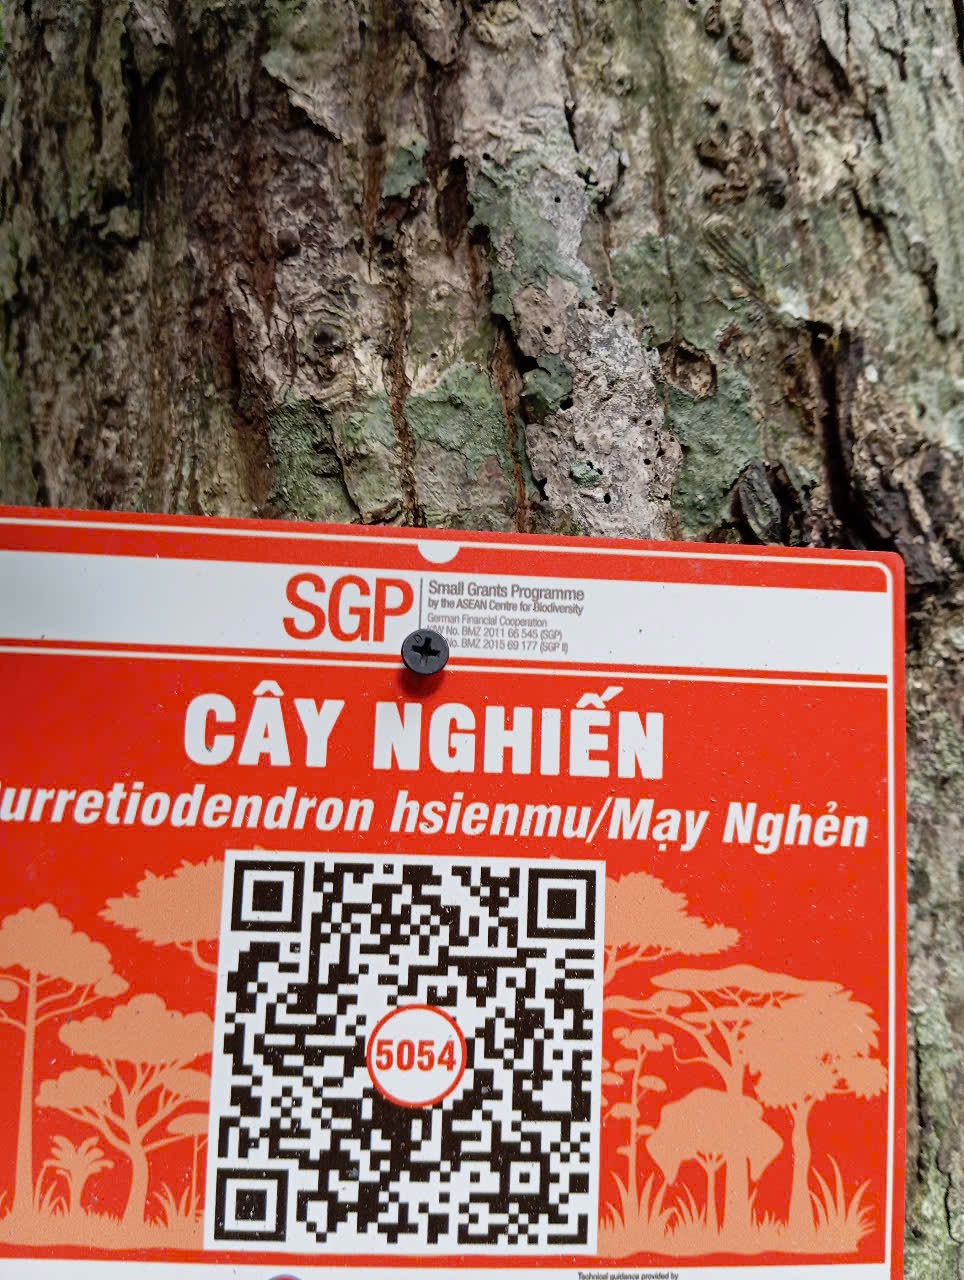 SGP
Small Grants Programme
by the ASEAN Centre for Biodiversity
German Financial Cooperation
No. BMZ 2011 66 545 (SGP)
No. BMZ 2015 69 177 (SGP II)
CÂY NGHIẾN
urretiodendron hsienmu/Mạy Nghẻn
5054
Technical guidance provided by